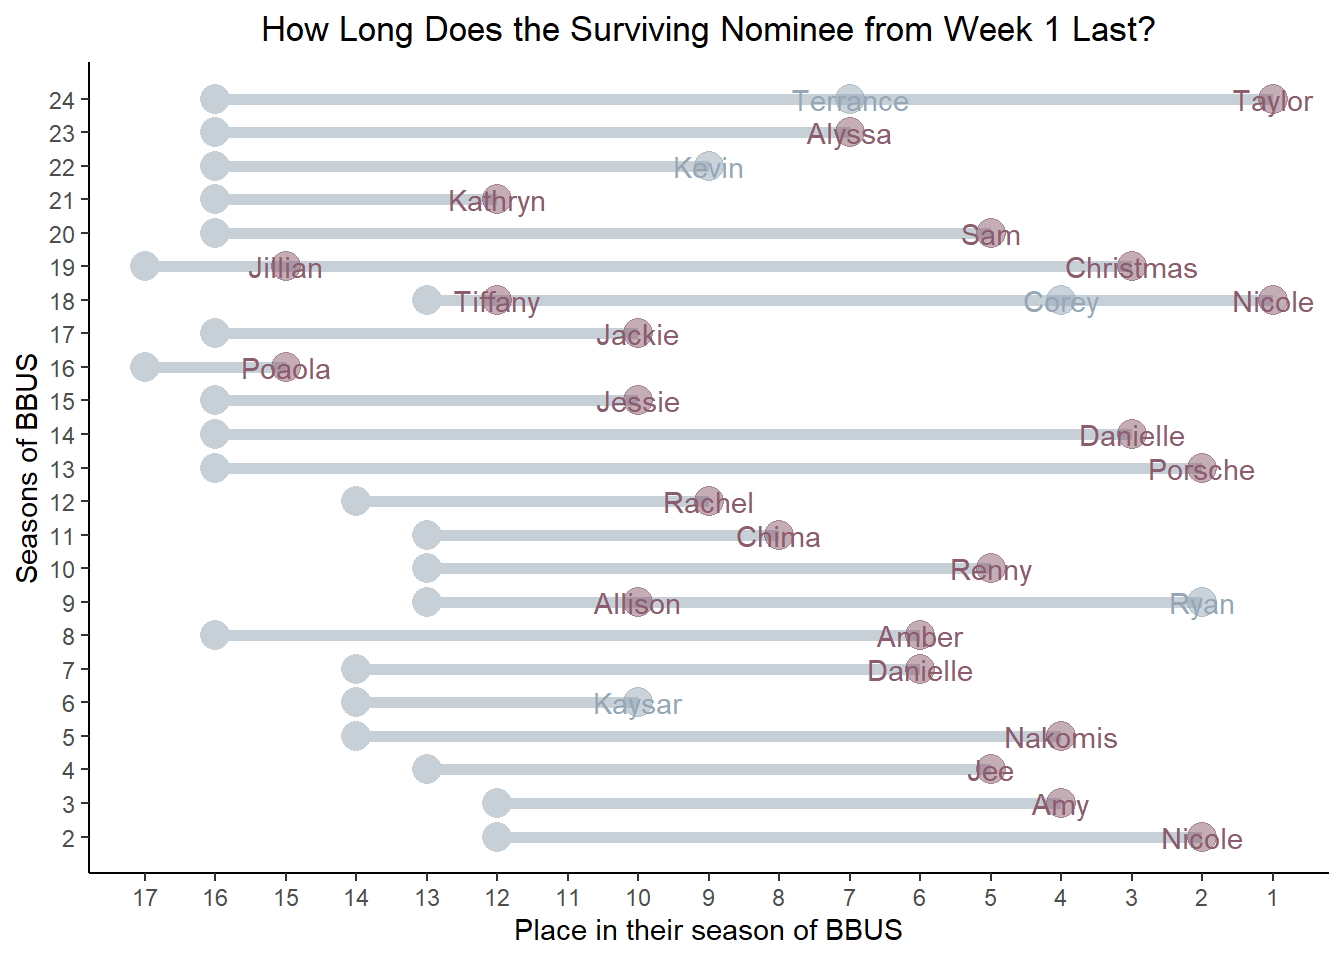 How Long Does the Surviving Nominee from Week 1 Last?
24 Terrance Taylor
23 Alyssa
22 Kevin
21 Kathryn
20 Sam
19 Jillian Christmas
18 Tiffany Corey Nicole
17 Jackie
16 Poaola
15 Jessie
14 Danielle
13 Porsche
12 Rachel
11 Chima
10 Renny
9 Allison Ryan
8 Amber
7 Danielle
6 Kaysar
5 Nakomis
4 Jee
3 Amy
2 Nicole
Seasons of BBUS
17 16 15 14 13 12 11 10 9 8 7 6 5 4 3 2 1
Place in their season of BBUS